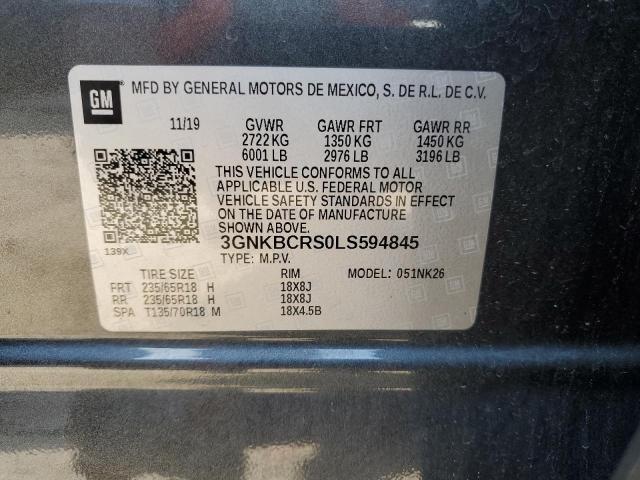 GM MFD BY GENERAL MOTORS DE MEXICO, S. DE R.L. DE C.V.
11/19 GVWR GAWR FRT GAWR RR
2722 KG 1350 KG 1450 KG
6001 LB 2976 LB 3196 LB
THIS VEHICLE CONFORMS TO ALL
APPLICABLE U.S. FEDERAL MOTOR
VEHICLE SAFETY STANDARDS IN EFFECT
ON THE DATE OF MANUFACTURE
SHOWN ABOVE.
139X 3GNKBCRS0LS594845
TYPE: M.P.V.
TIRE SIZE RIM MODEL: 051NK26
FRT 235/65R18 H 18X8J
RR 235/65R18 H 18X8J
SPA T135/70R18 M 18X4.5B